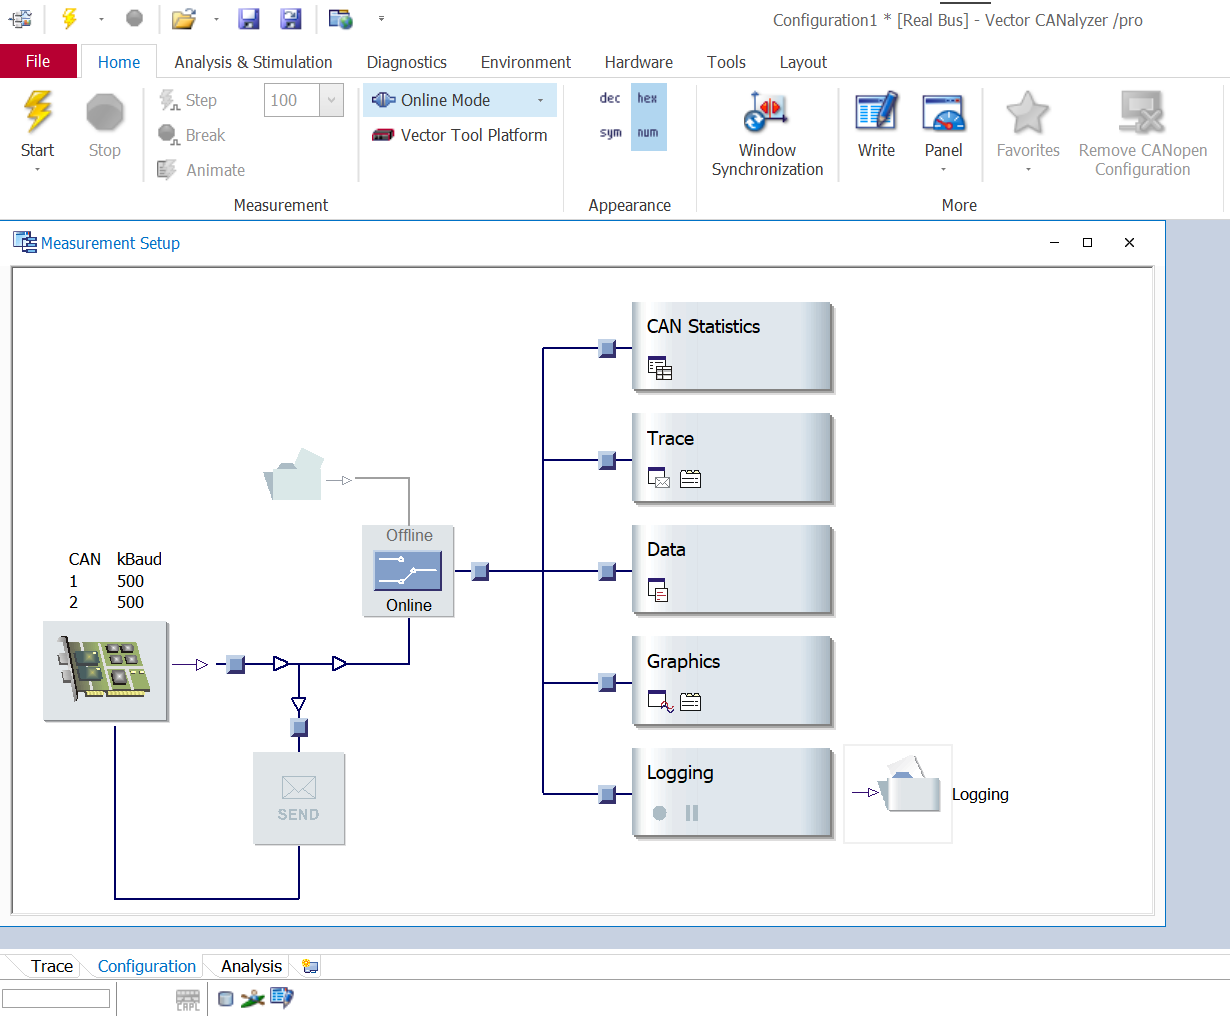 Configuration1 * [Real Bus] - Vector CANalyzer /pro
File Home Analysis & Stimulation Diagnostics Environment Hardware Tools Layout
Start
Stop
Step
100
Break
Animate
Online Mode
Vector Tool Platform
Measurement
dec hex
sym num
Appearance
Window
Synchronization
Write
Panel
Favorites
Remove CANopen
Configuration
More
Measurement Setup
CAN Statistics
Trace
Data
Graphics
Logging
Logging
Offline
Online
CAN kBaud
1 500
2 500
SEND
Trace Configuration Analysis
CAPL